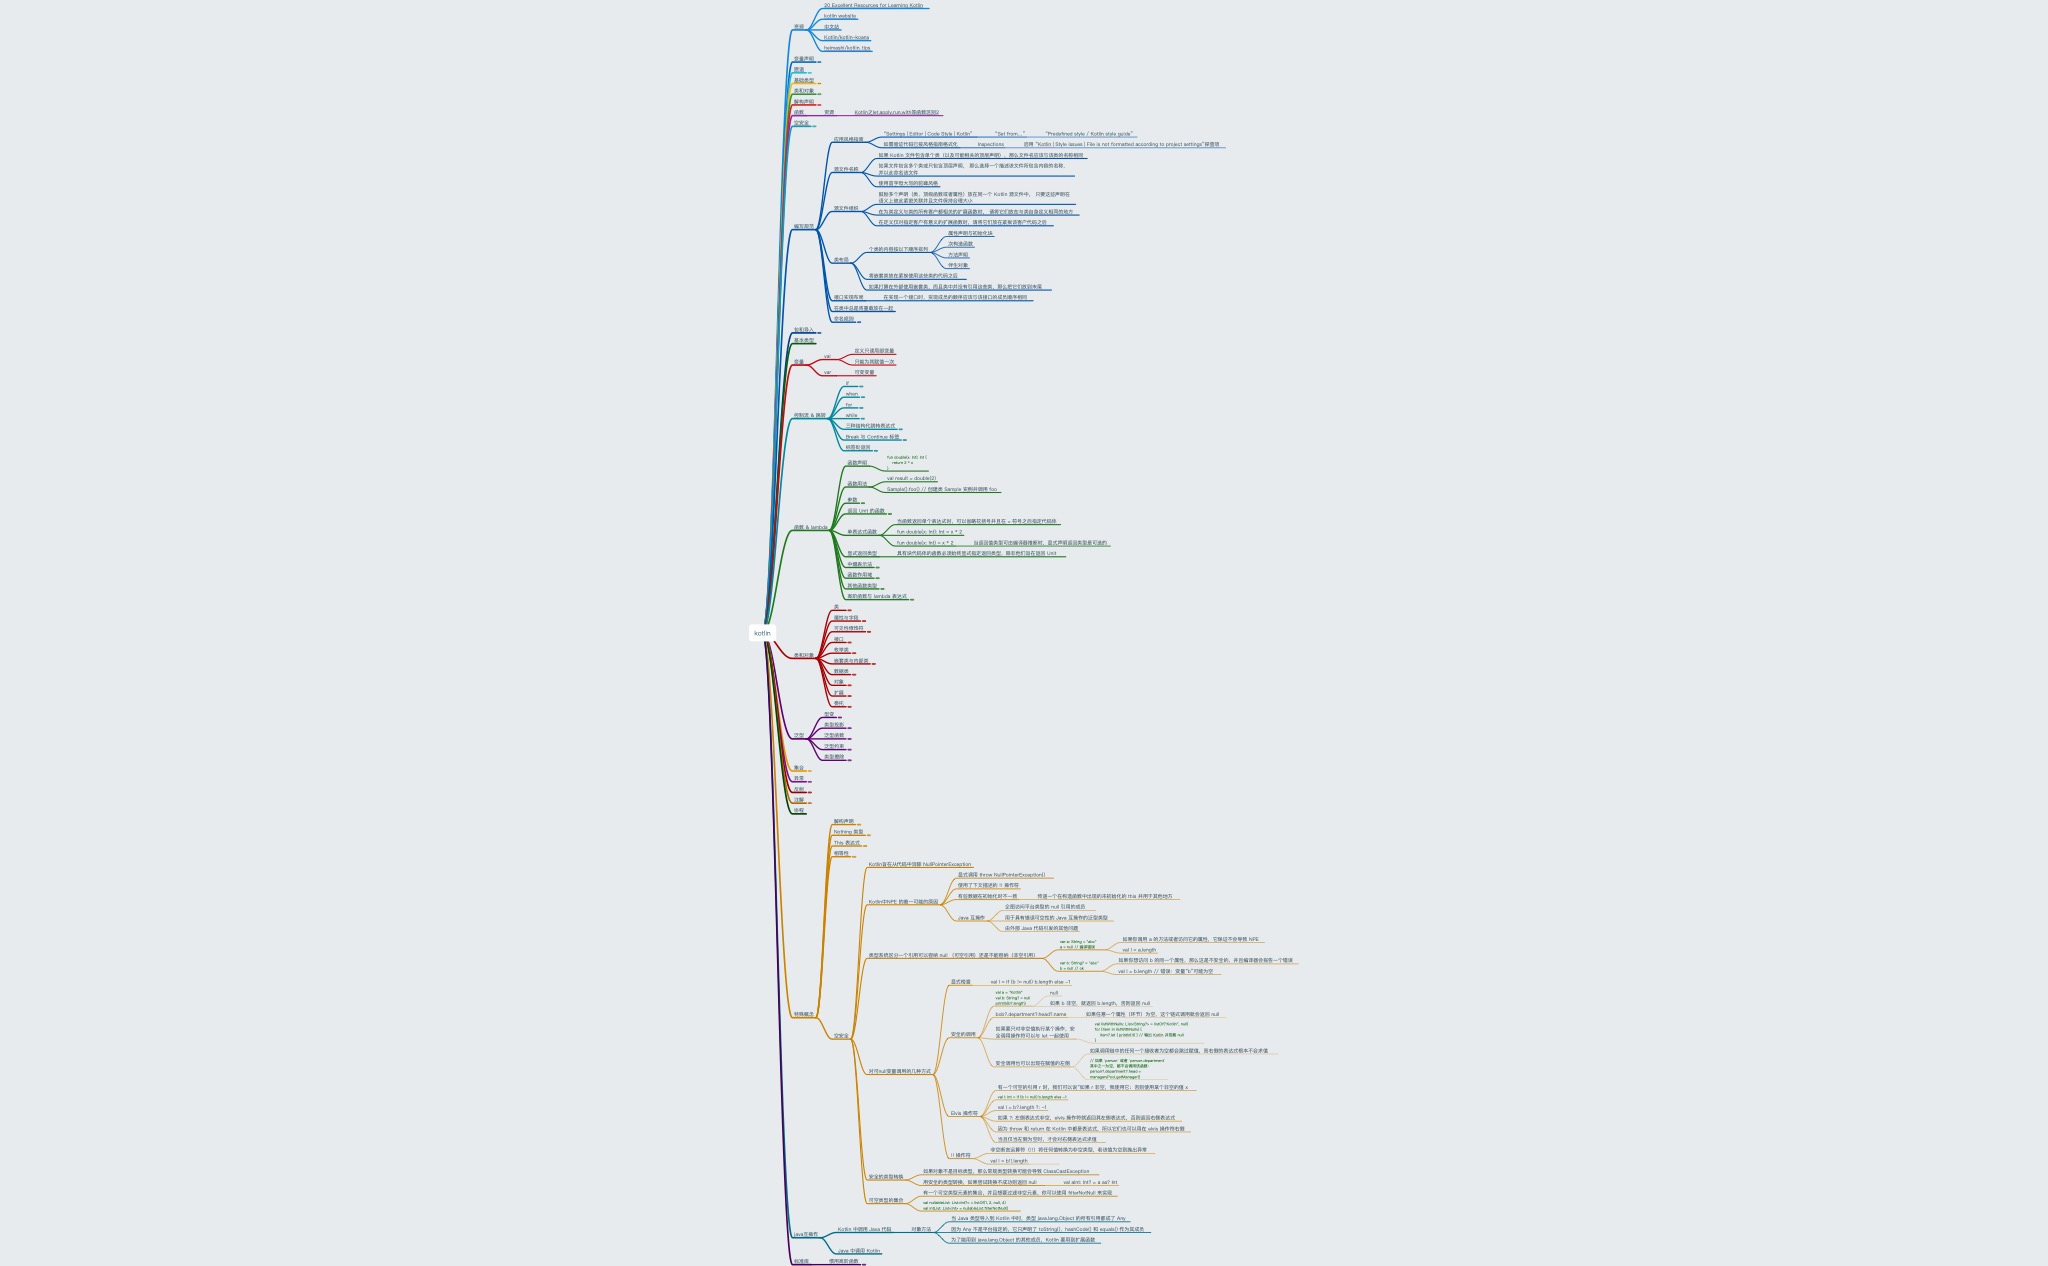 20 Excellent Resources for Learning Kotlin
kotlin website
中文站
Kotlin/kotlin-koans
heimashi/kotlin_tips
资源
变量声明
基础类型
类和对象
解构声明
函数
资源
Kotlin之let,apply,run,with等函数区别2
空安全
应用风格指南
"Settings | Editor | Code Style | Kotlin"
"Set from..."
"Predefined style / Kotlin style guide"
如需验证代码已按风格指南格式化
Inspections
启用 "Kotlin | Style issues | File is not formatted according to project settings"探查项
源文件名称
如果 Kotlin 文件包含单个类（以及可能相关的顶层声明），那么文件名应该与该类的名称相同
如果文件包含多个类或只包含顶层声明， 那么选择一个描述该文件所包含内容的名称，
并以此命名该文件
使用首字母大写的驼峰风格
源文件组织
鼓励多个声明（类、顶级函数或者属性）放在同一个 Kotlin 源文件中， 只要这些声明在
语义上彼此紧密关联并且文件保持合理大小
在为类定义与类的所有客户都相关的扩展函数时， 请将它们放在与类自身定义相同的地方
在定义仅对指定客户有意义的扩展函数时，请将它们放在紧挨该客户代码之后
编写规范
类布局
个类的内容按以下顺序排列
属性声明与初始化块
次构造函数
方法声明
伴生对象
将嵌套类放在紧挨使用这些类的代码之后
如果打算在外部使用嵌套类，而且类中并没有引用这些类，那么把它们放到末尾
接口实现布局
在实现一个接口时，实现成员的顺序应该与该接口的成员顺序相同
在类中总是将重载放在一起
命名规则
包和导入
基本类型
变量
val
定义只读局部变量
只能为其赋值一次
var
可变变量
控制流 & 跳转
if
when
for
while
三种结构化跳转表达式
Break 与 Continue 标签
标签处返回
函数 & lambda
函数声明
fun double(x: Int): Int {
return 2 * x
}
函数用法
val result = double(2)
Sample().foo() // 创建类 Sample 实例并调用 foo
参数
返回 Unit 的函数
单表达式函数
当函数返回单个表达式时，可以省略花括号并且在 = 符号之后指定代码体
fun double(x: Int): Int = x * 2
fun double(x: Int) = x * 2
当返回值类型可由编译器推断时，显式声明返回类型是可选的
显式返回类型
具有块代码体的函数必须始终显式指定返回类型，除非他们旨在返回 Unit
中缀表示法
函数作用域
其他函数类型
高阶函数与 lambda 表达式
kotlin
类和对象
类
属性与字段
可见性修饰符
接口
枚举类
嵌套类与内部类
数据类
对象
扩展
委托
泛型
型变
类型投影
泛型函数
泛型约束
类型擦除
集合
异常
反射
注解
协程
特殊概念
解构声明
Nothing 类型
This 表达式
相等性
空安全
Kotlin旨在从代码中消除 NullPointerException
Kotlin中NPE 的唯一可能的原因
显式调用 throw NullPointerException()
使用了下文描述的 !! 操作符
有些数据在初始化时不一致
传递一个在构造函数中出现的未初始化的 this 并用于其他地方
Java 互操作
企图访问平台类型的 null 引用的成员
用于具有错误可空性的 Java 互操作的泛型类型
由外部 Java 代码引发的其他问题
类型系统区分一个引用可以容纳 null （可空引用）还是不能容纳（非空引用）
var a: String = "abc"
a = null // 编译错误
如果你调用 a 的方法或者访问它的属性， 它保证不会导致 NPE
val l = a.length
var b: String? = "abc"
b = null // ok
如果你想访问 b 的同一个属性，那么这是不安全的，并且编译器会报告一个错误
val l = b.length // 错误：变量"b"可能为空
对可null变量调用的几种方式
显式检查
val l = if (b != null) b.length else -1
安全的调用
val a = "Kotlin"
val b: String? = null
println(b?.length)
null
如果 b 非空，就返回 b.length，否则返回 null
bob?.department?.head?.name
如果任意一个属性（环节）为空，这个链式调用就会返回 null
如果要只对非空值执行某个操作，安
全调用操作符可以与 let 一起使用
val listWithNulls: List<String?> = listOf("Kotlin", null)
for (item in listWithNulls) {
item?.let { println(it) } // 输出 Kotlin 并忽略 null
}
安全调用也可以出现在赋值的左侧
如果调用链中的任何一个接收者为空都会跳过赋值，而右侧的表达式根本不会求值
// 如果 `person` 或者 `person.department`
其中之一为空，都不会调用该函数：
person?.department?.head =
managersPool.getManager()
Elvis 操作符
有一个可空的引用 r 时，我们可以说"如果 r 非空，我使用它；否则使用某个非空的值 x
val l: Int = if (b != null) b.length else -1
val l = b?.length ?: -1
如果 ?: 左侧表达式非空，elvis 操作符就返回其左侧表达式，否则返回右侧表达式
因为 throw 和 return 在 Kotlin 中都是表达式，所以它们也可以用在 elvis 操作符右侧
当且仅当左侧为空时，才会对右侧表达式求值
!! 操作符
非空断言运算符（!!）将任何值转换为非空类型，若该值为空则抛出异常
val l = b!!.length
安全的类型转换
如果对象不是目标类型，那么常规类型转换可能会导致 ClassCastException
用安全的类型转换，如果尝试转换不成功则返回 null
val aInt: Int? = a as? Int
可空类型的集合
有一个可空类型元素的集合，并且想要过滤非空元素，你可以使用 filterNotNull 来实现
val nullableList: List<Int?> = listOf(1, 2, null, 4)
val intList: List<Int> = nullableList.filterNotNull()
java互操作
Kotlin 中调用 Java 代码
对象方法
当 Java 类型导入到 Kotlin 中时，类型 java.lang.Object 的所有引用都成了 Any
因为 Any 不是平台指定的，它只声明了 toString()、hashCode() 和 equals() 作为其成员
为了能用到 java.lang.Object 的其他成员，Kotlin 要用到扩展函数
Java 中调用 Kotlin
标准库
惯用高阶函数